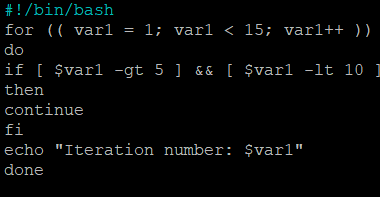 #!/bin/bash
for (( var1 = 1; var1 < 15; var1++ ))
do
if [ $var1 -gt 5 ] && [ $var1 -lt 10 ]
then
continue
fi
echo "Iteration number: $var1"
done